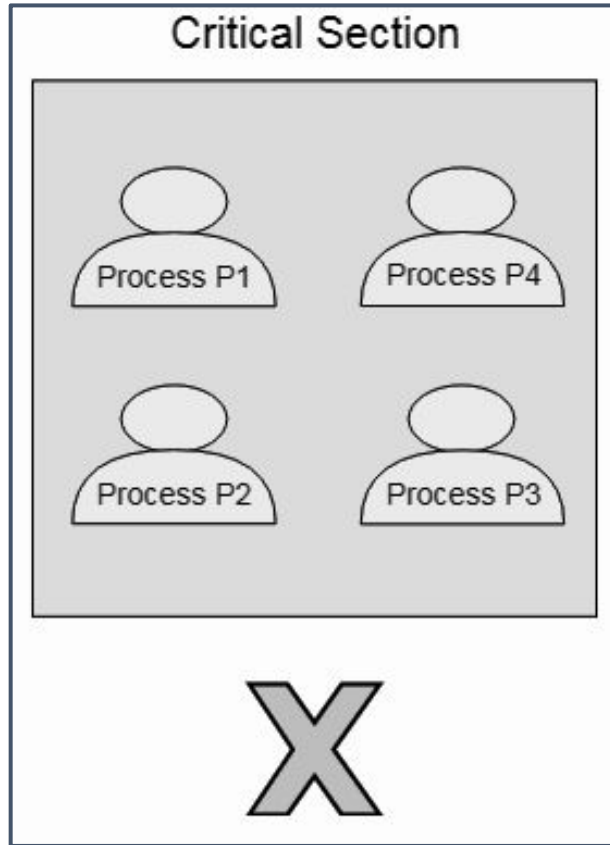 Critical Section
Process P1
Process P4
Process P2
Process P3
X